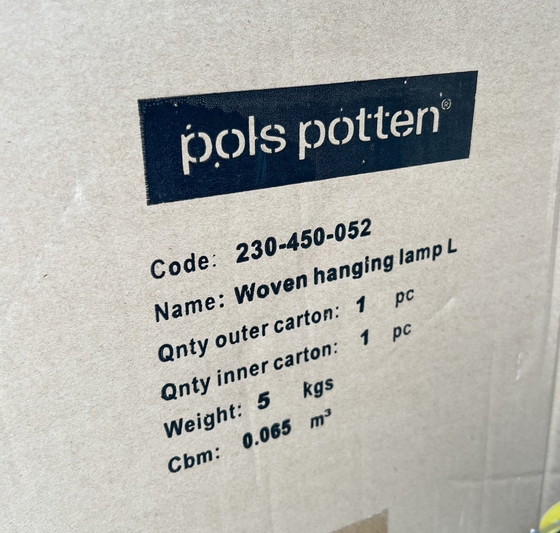 pols potten®
Code: 230-450-052
Name: Woven hanging lamp L
Qnty outer carton: 1 pc
Qnty inner carton: 1 pc
Weight: 5 kgs
Cbm: 0.065 m³